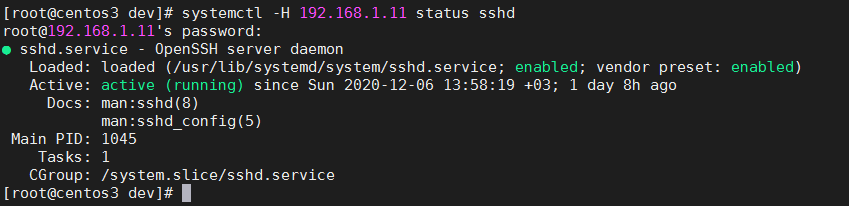 [root@centos3 dev]# systemctl -H 192.168.1.11 status sshd
root@192.168.1.11's password:
● sshd.service - OpenSSH server daemon
   Loaded: loaded (/usr/lib/systemd/system/sshd.service; enabled; vendor preset: enabled)
   Active: active (running) since Sun 2020-12-06 13:58:19 +03; 1 day 8h ago
     Docs: man:sshd(8)
           man:sshd_config(5)
 Main PID: 1045
    Tasks: 1
   CGroup: /system.slice/sshd.service
[root@centos3 dev]#